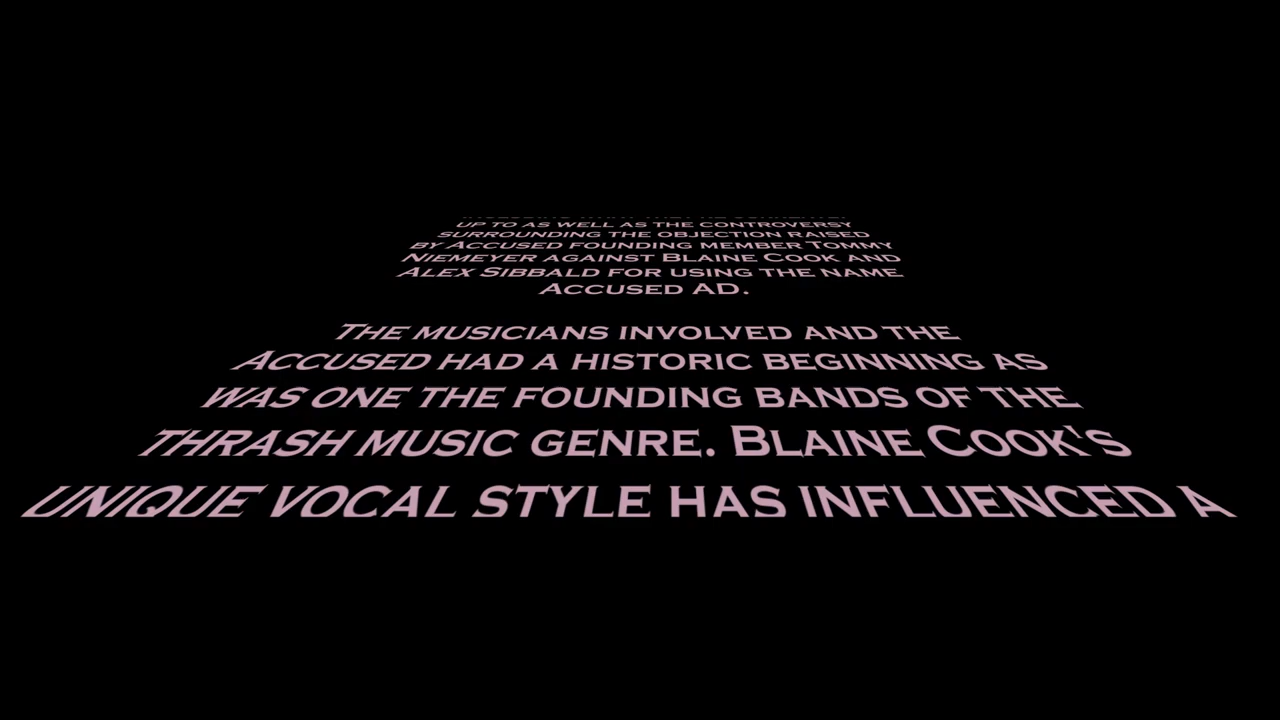 up to as well as the controversy
surrounding the objection raised
by Accused founding member Tommy
Niemeyer against Blaine Cook and
Alex Sibbald for using the name
Accused AD.
The musicians involved and the
Accused had a historic beginning as
was one the founding bands of the
thrash music genre. Blaine Cook's
unique vocal style has influenced a